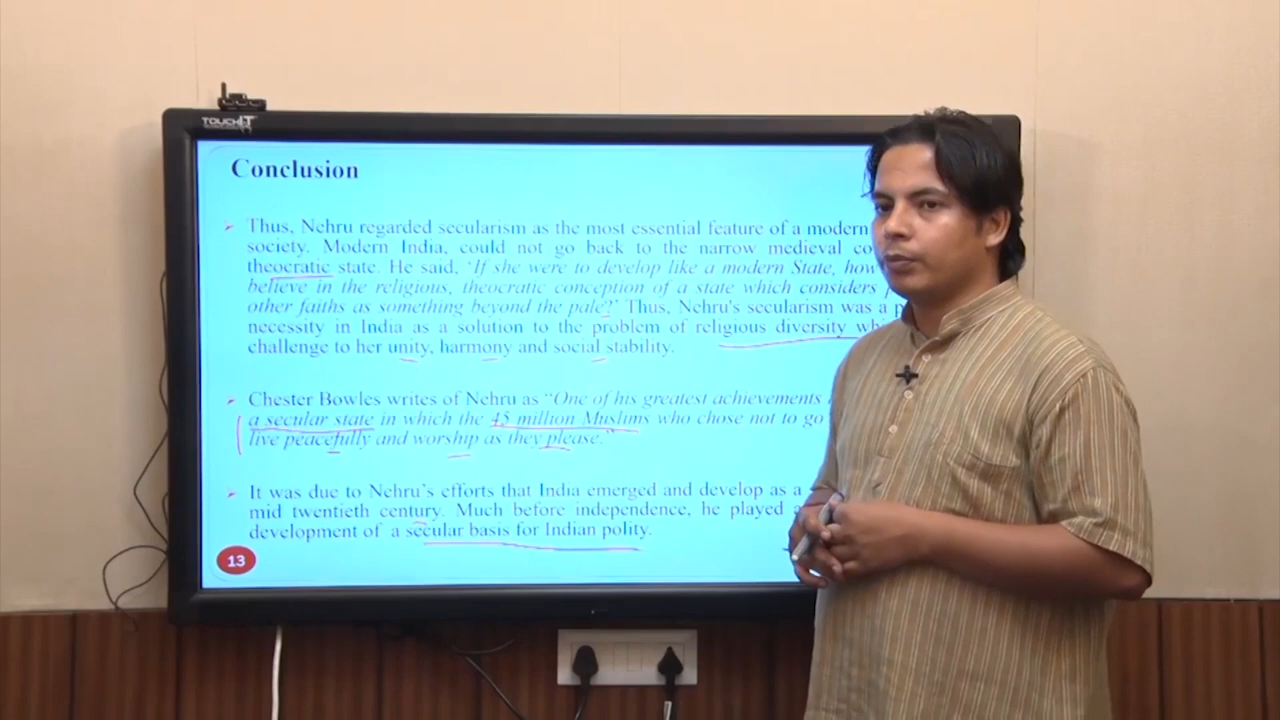 TOUCHIT
Conclusion
➢ Thus, Nehru regarded secularism as the most essential feature of a modern
society. Modern India, could not go back to the narrow medieval
theocratic state. He said, 'If she were to develop like a modern State,
believe in the religious, theocratic conception of a state which considers
other faiths as something beyond the pale?' Thus, Nehru's secularism was a
necessity in India as a solution to the problem of religious diversity
challenge to her unity, harmony and social stability.
➢ Chester Bowles writes of Nehru as "One of his greatest achievements
a secular state in which the 45 million Muslims who chose not to go
live peacefully and worship as they please."
➢ It was due to Nehru's efforts that India emerged and develop as a
mid twentieth century. Much before independence, he played
development of a secular basis for Indian polity.
13